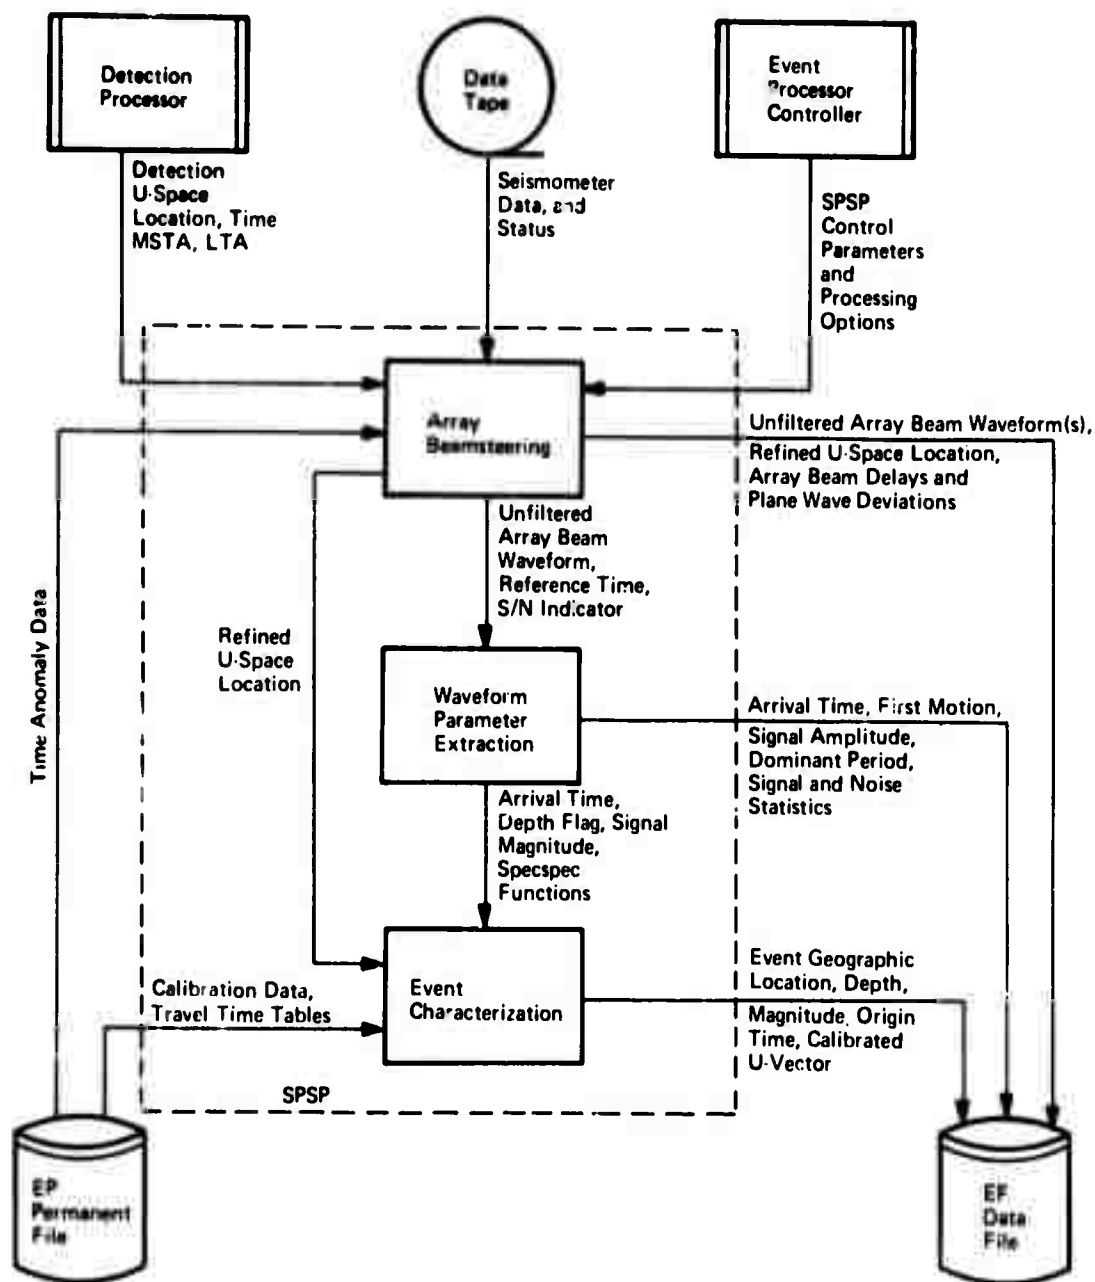 Detection
Processor
Data
Tape
Event
Processor
Controller
Detection
U-Space
Location, Time
MSTA, LTA
Seismometer
Data, and
Status
SPSP
Control
Parameters
and
Processing
Options
Array
Beamsteering
Unfiltered Array Beam Waveform(s),
Refined U-Space Location,
Array Beam Delays and
Plane Wave Deviations
Unfiltered
Array Beam
Waveform,
Reference Time,
S/N Indicator
Time Anomaly Data
Refined
U-Space
Location
Waveform
Parameter
Extraction
Arrival Time, First Motion,
Signal Amplitude,
Dominant Period,
Signal and Noise
Statistics
Arrival Time,
Depth Flag, Signal
Magnitude,
Specspec
Functions
Event
Characterization
Event Geographic
Location, Depth,
Magnitude, Origin
Time, Calibrated
U-Vector
Calibration Data,
Travel Time Tables
SPSP
EP
Permanent
File
EF
Data
File